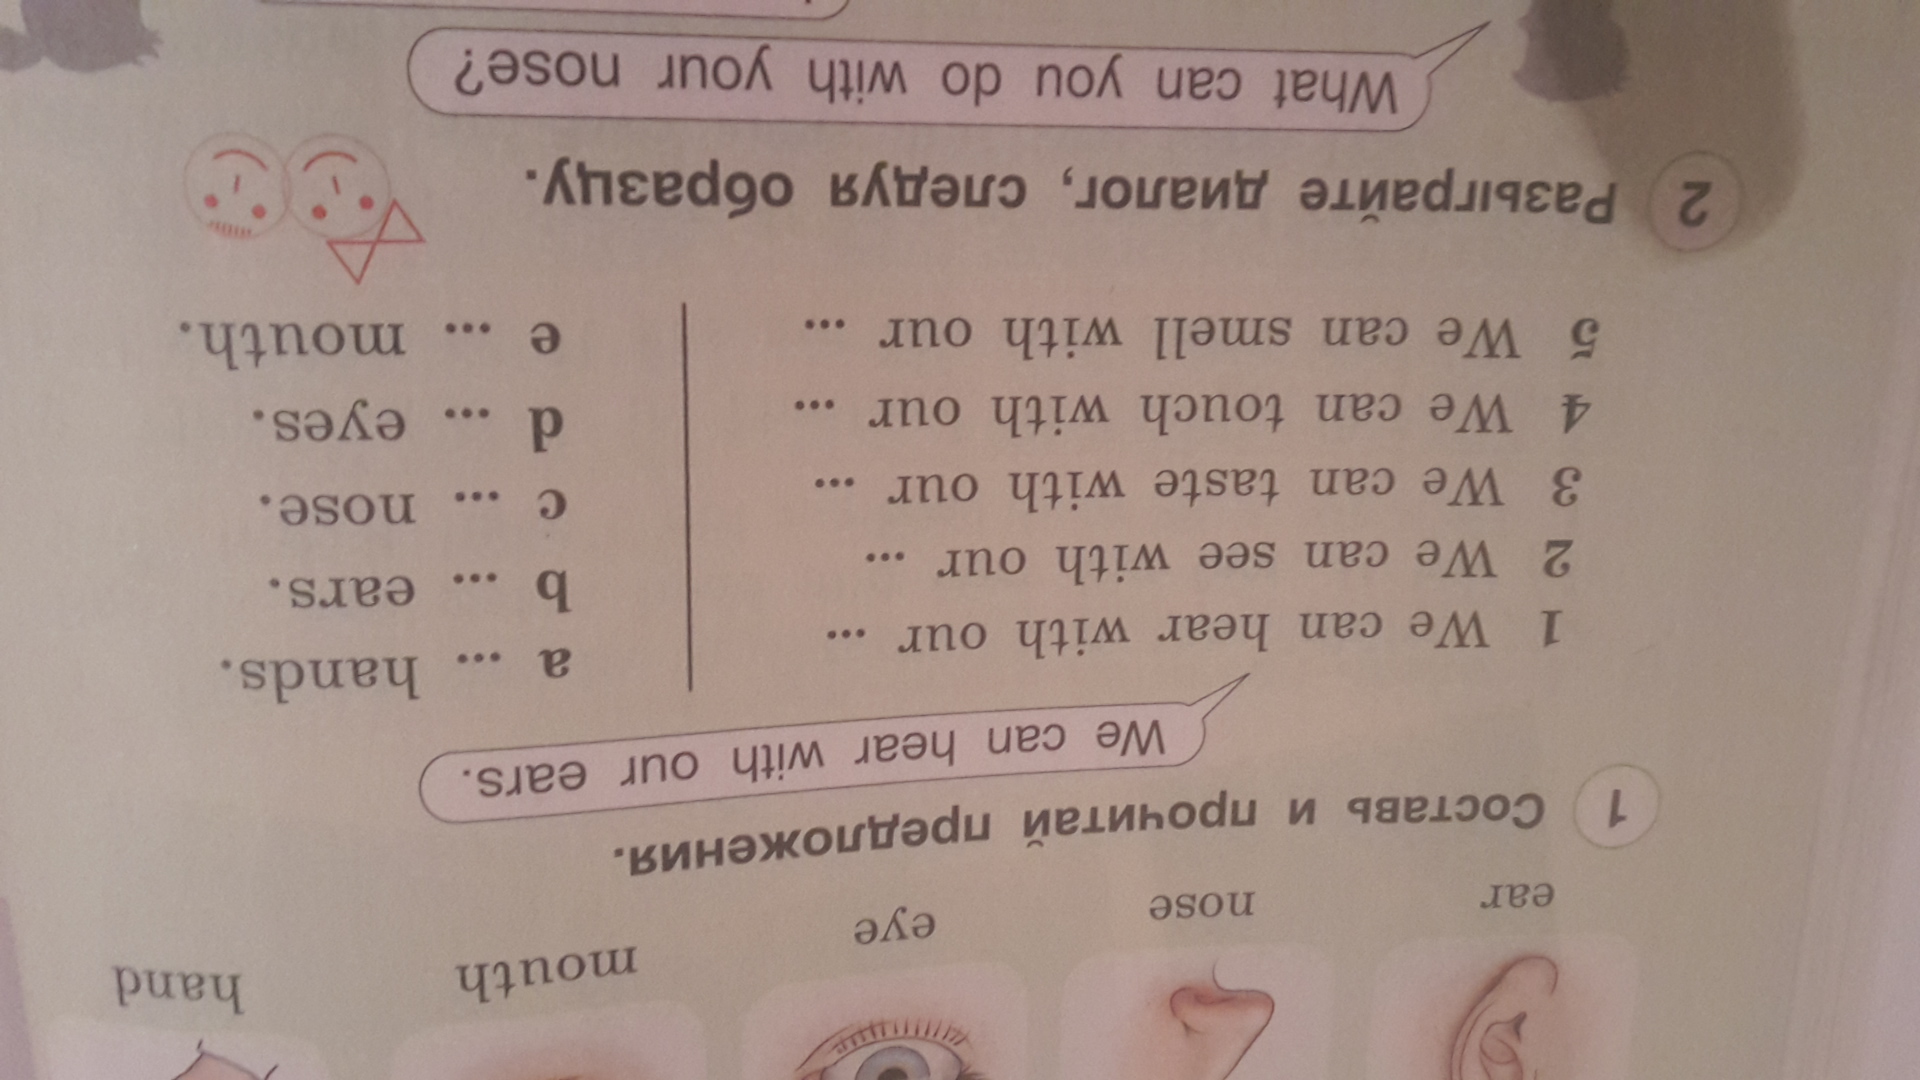 ear nose eye mouth hand
1 Составь и прочитай предложения.
We can hear with our ears.
1 We can hear with our ...
2 We can see with our ...
3 We can taste with our ...
4 We can touch with our ...
5 We can smell with our ...
a ... hands.
b ... ears.
c ... nose.
d ... eyes.
e ... mouth.
2 Разыграйте диалог, следуя образцу.
What can you do with your nose?